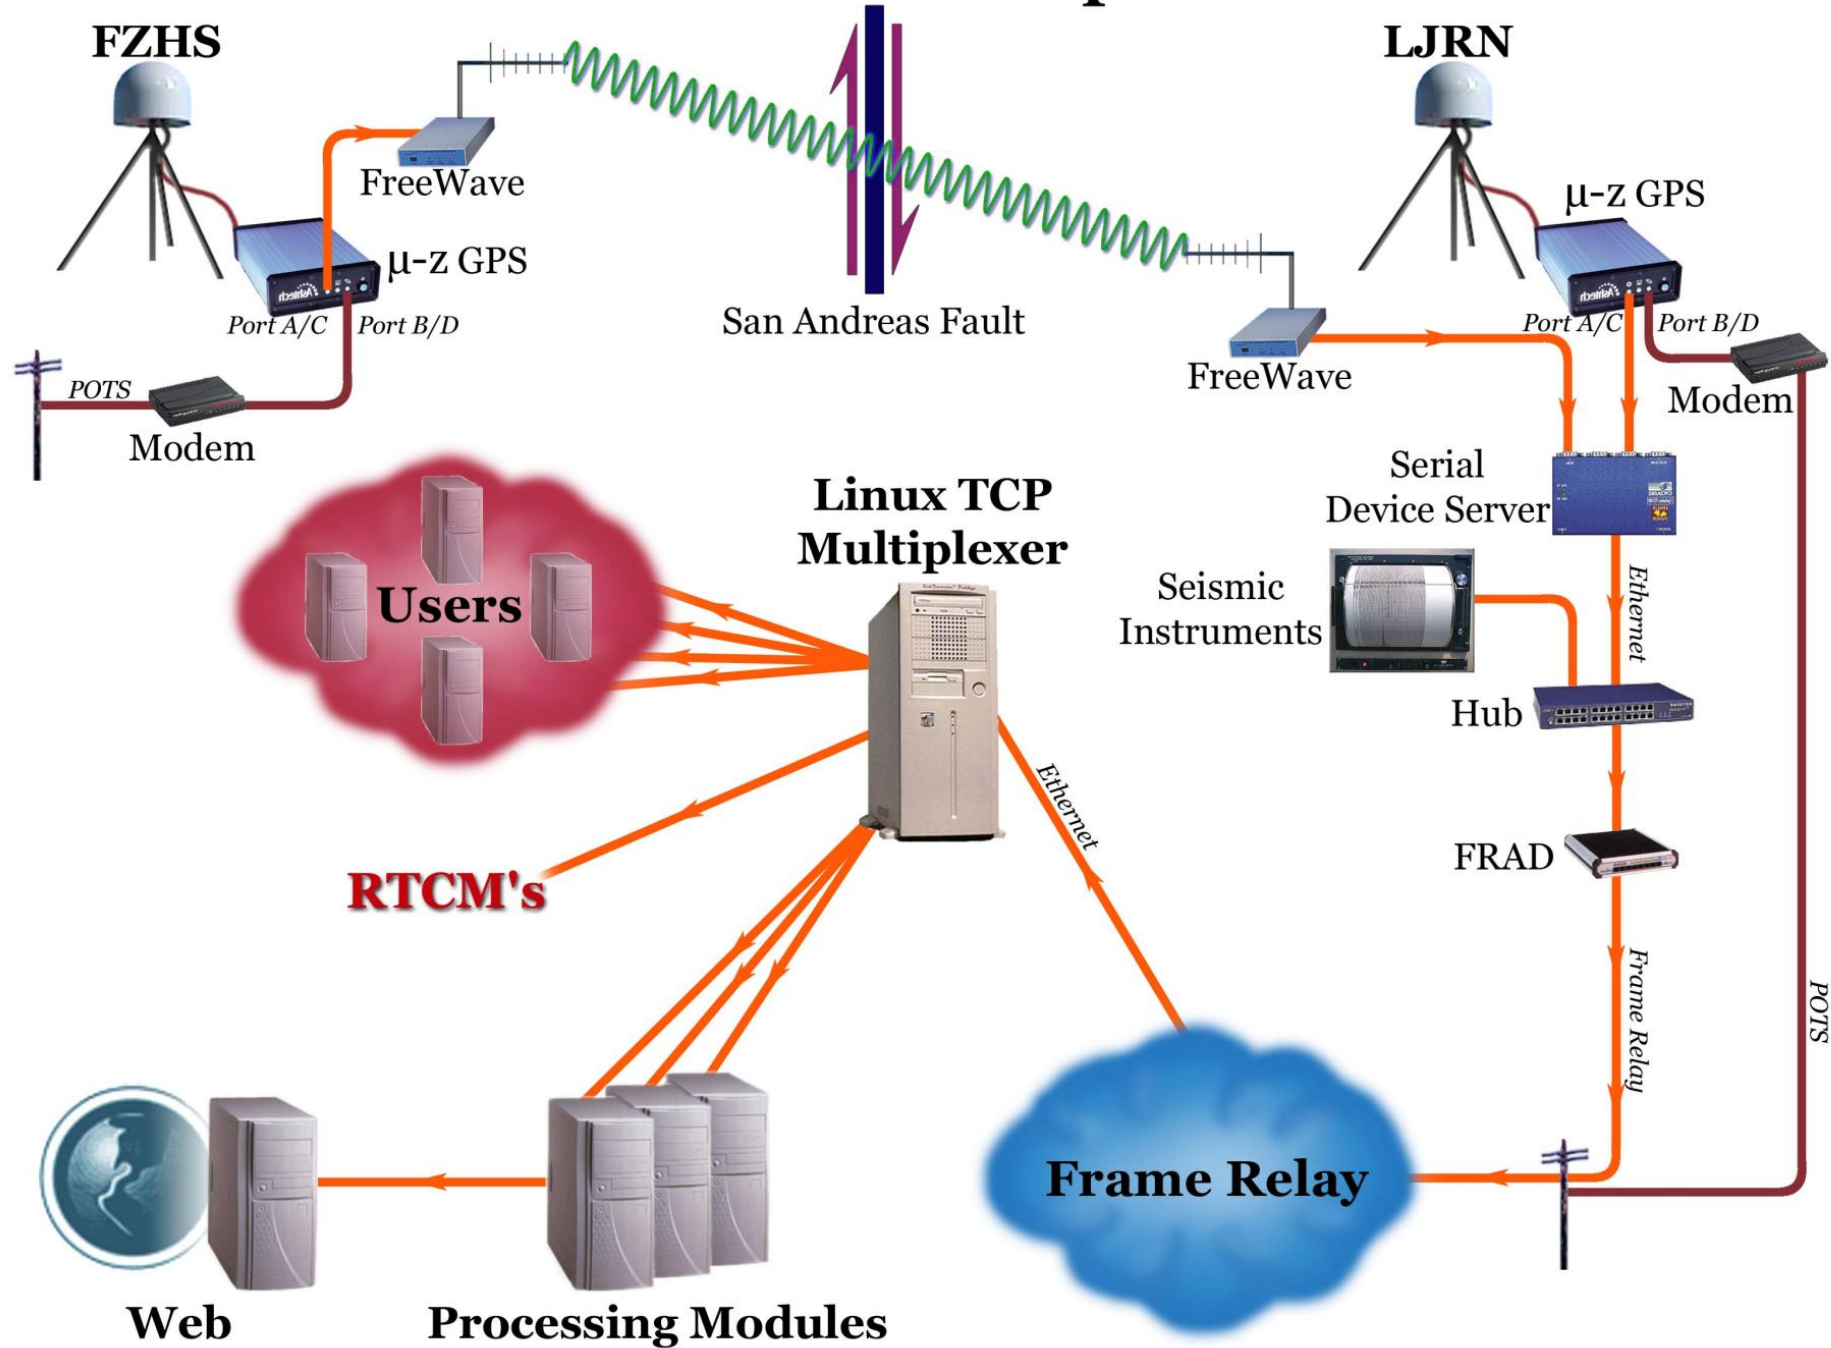 FZHS
LJRN
FreeWave
μ-z GPS
μ-z GPS
Port A/C
Port B/D
San Andreas Fault
Port A/C
Port B/D
POTS
Modem
FreeWave
Modem
Serial
Device Server
Linux TCP
Multiplexer
Users
Seismic
Instruments
Ethernet
Hub
Ethernet
FRAD
RTCM's
Frame Relay
POTS
Frame Relay
Web
Processing Modules